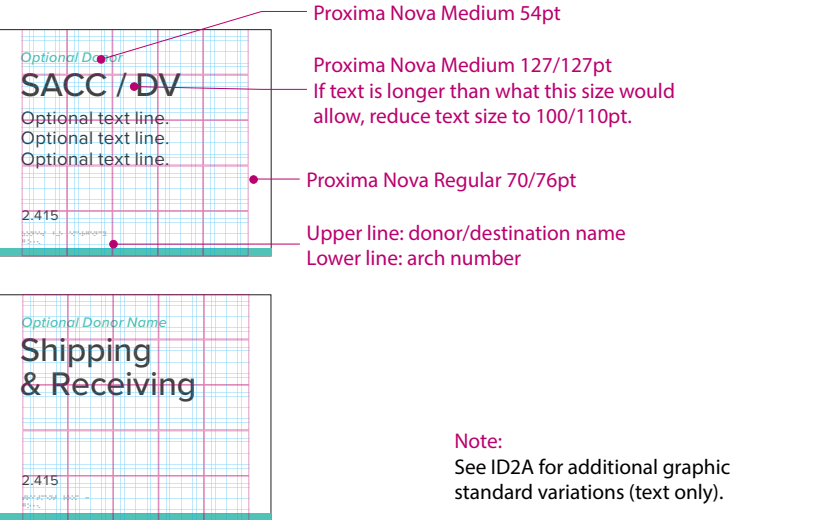 Proxima Nova Medium 54pt
Optional Donor
SACC / DV
Optional text line.
Optional text line.
Optional text line.
2.415
Proxima Nova Medium 127/127pt
If text is longer than what this size would
allow, reduce text size to 100/110pt.
Proxima Nova Regular 70/76pt
Upper line: donor/destination name
Lower line: arch number
Optional Donor Name
Shipping
& Receiving
2.415
Note:
See ID2A for additional graphic
standard variations (text only).